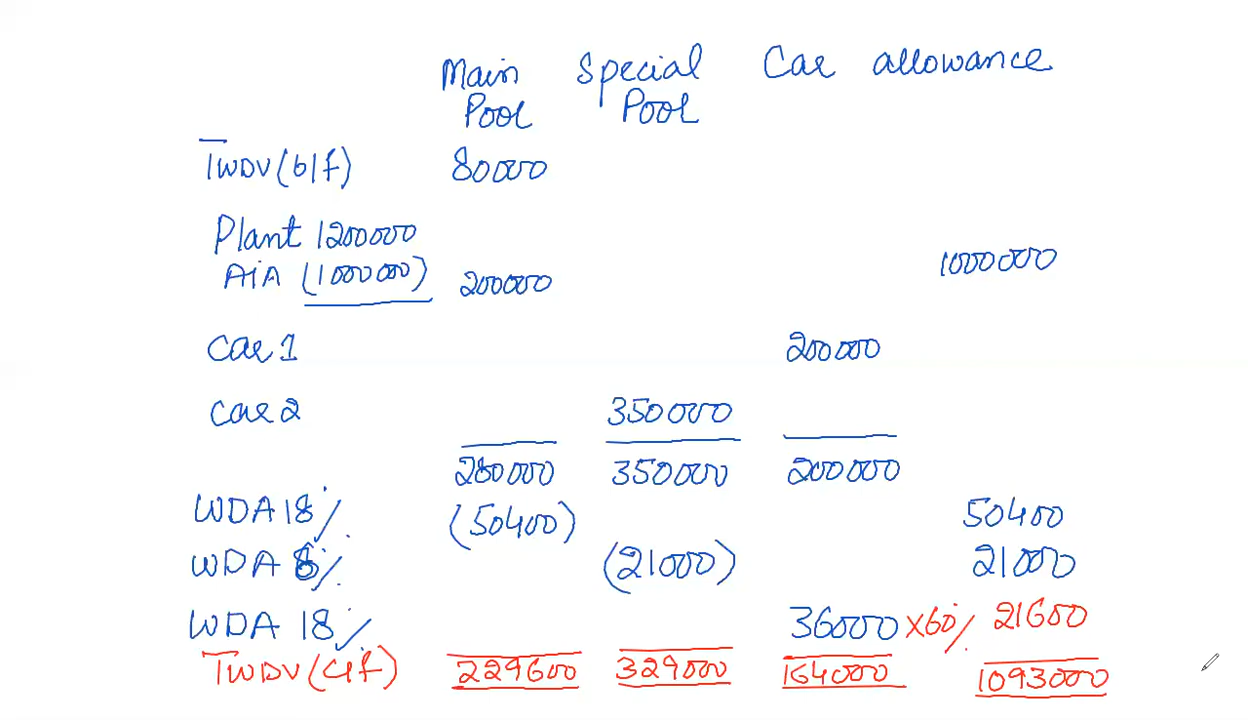 Main Special Car allowance
Pool Pool
TWDV (b/f) 80000
Plant 1200000
AIA (1000000) 200000 1000000
Car 1 200000
Car 2 350000
280000 350000 200000
WDA 18% (50400) 50400
WDA 6% (21000) 21000
WDA 18% 36000 x60% 21600
TWDV (c/f) 229600 329000 164000 1093000